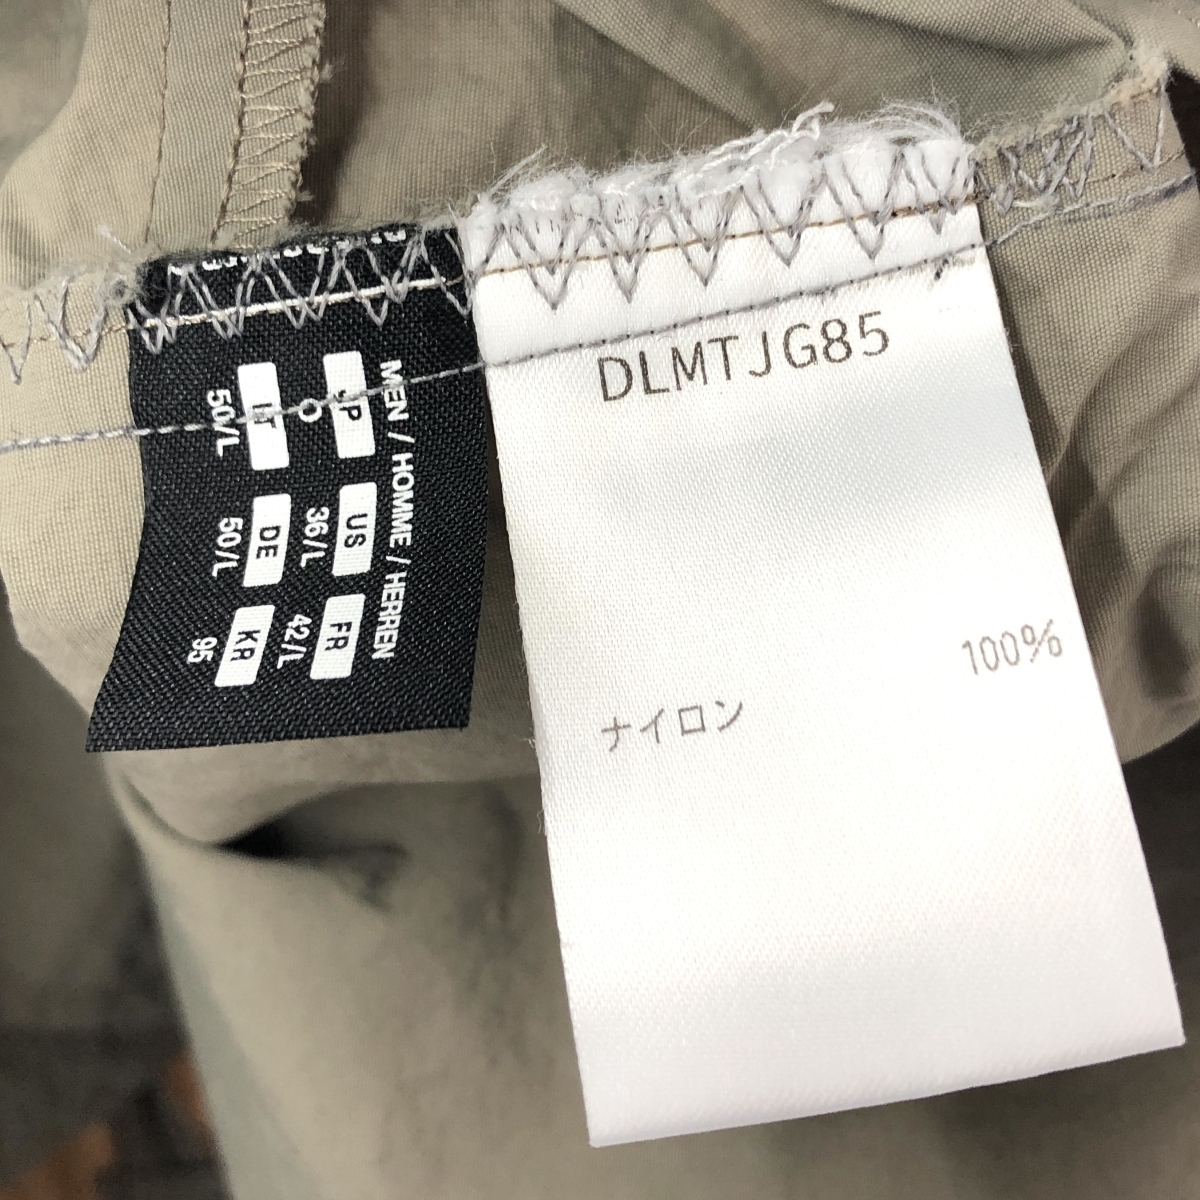 MEN / HOMME / HERREN
JP US FR
O 36/L 42/L
IT DE KR
50/L 50/L 95
DLMTJG85
100%
ナイロン